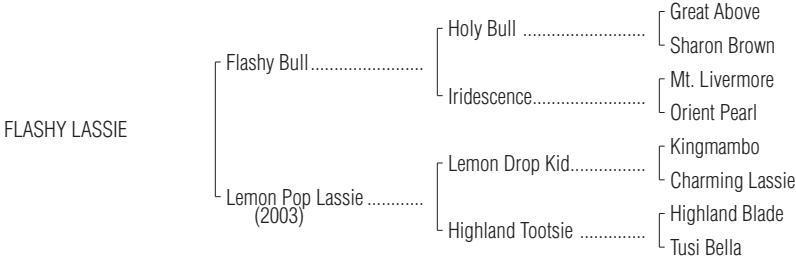 Great Above
Holy Bull ..........................
Sharon Brown
Flashy Bull........................
Mt. Livermore
Iridescence........................
Orient Pearl
FLASHY LASSIE
Kingmambo
Lemon Drop Kid................
Charming Lassie
Lemon Pop Lassie ............
(2003)
Highland Blade
Highland Tootsie ..............
Tusi Bella